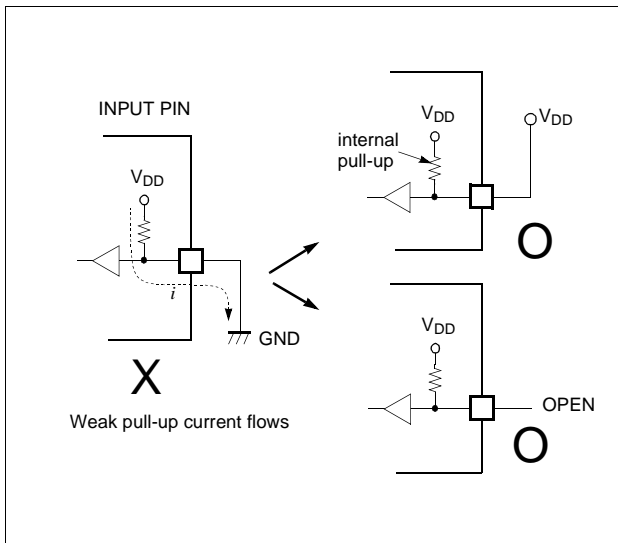 INPUT PIN
VDD
i
GND
X
Weak pull-up current flows
VDD
internal
pull-up
VDD
O
VDD
OPEN
O